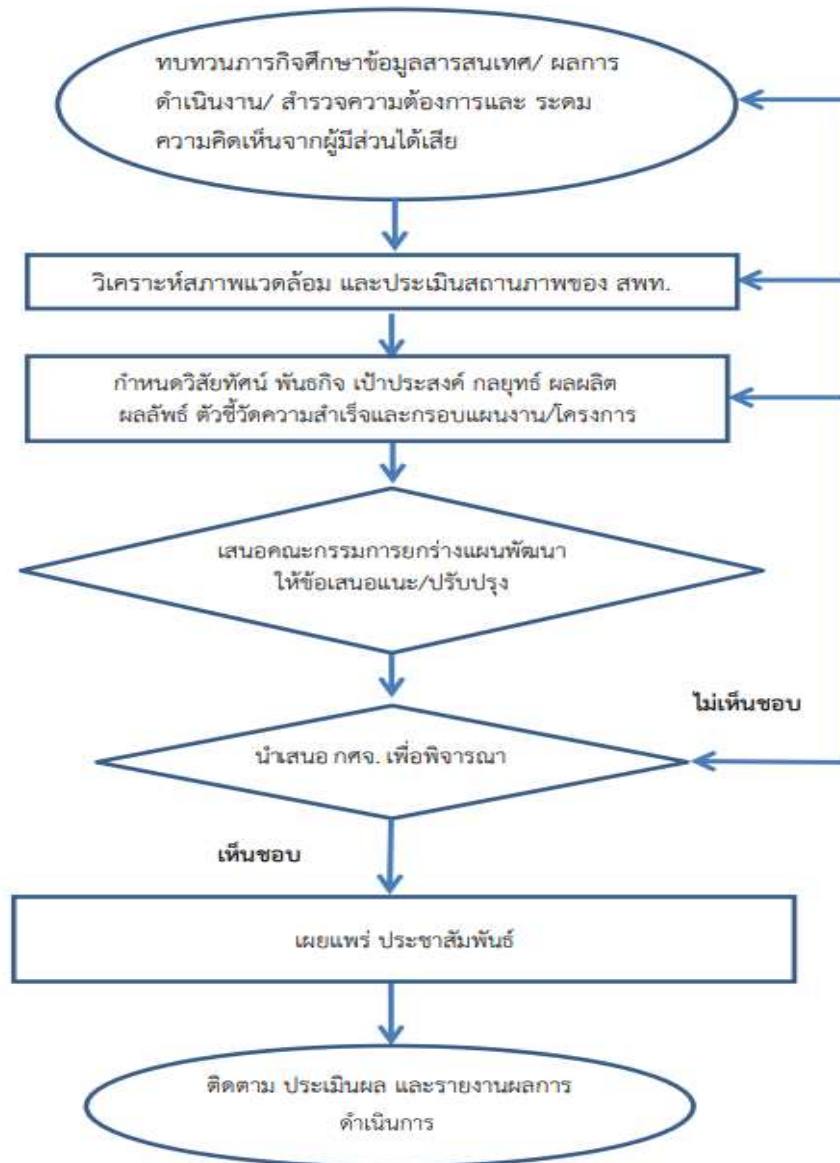 ทบทวนภารกิจศึกษาข้อมูลสารสนเทศ/ ผลการ
ดำเนินงาน/ สำรวจความต้องการและ ระดม
ความคิดเห็นจากผู้มีส่วนได้เสีย
วิเคราะห์สภาพแวดล้อม และประเมินสถานภาพของ สพท.
กำหนดวิสัยทัศน์ พันธกิจ เป้าประสงค์ กลยุทธ์ ผลผลิต
ผลลัพธ์ ตัวชี้วัดความสำเร็จและกรอบแผนงาน/โครงการ
เสนอคณะกรรมการยกร่างแผนพัฒนา
ให้ข้อเสนอแนะ/ปรับปรุง
ไม่เห็นชอบ
นำเสนอ กศจ. เพื่อพิจารณา
เห็นชอบ
เผยแพร่ ประชาสัมพันธ์
ติดตาม ประเมินผล และรายงานผลการ
ดำเนินการ